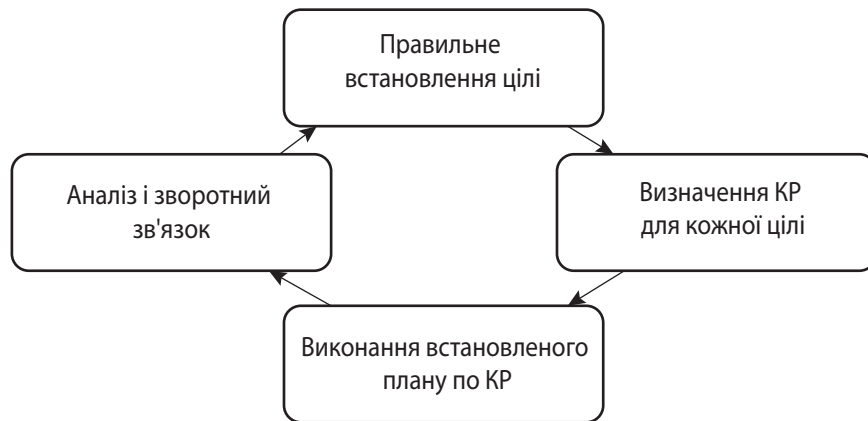 Правильне
встановлення цілі
Аналіз і зворотний
зв'язок
Визначення КР
для кожної цілі
Виконання встановленого
плану по КР